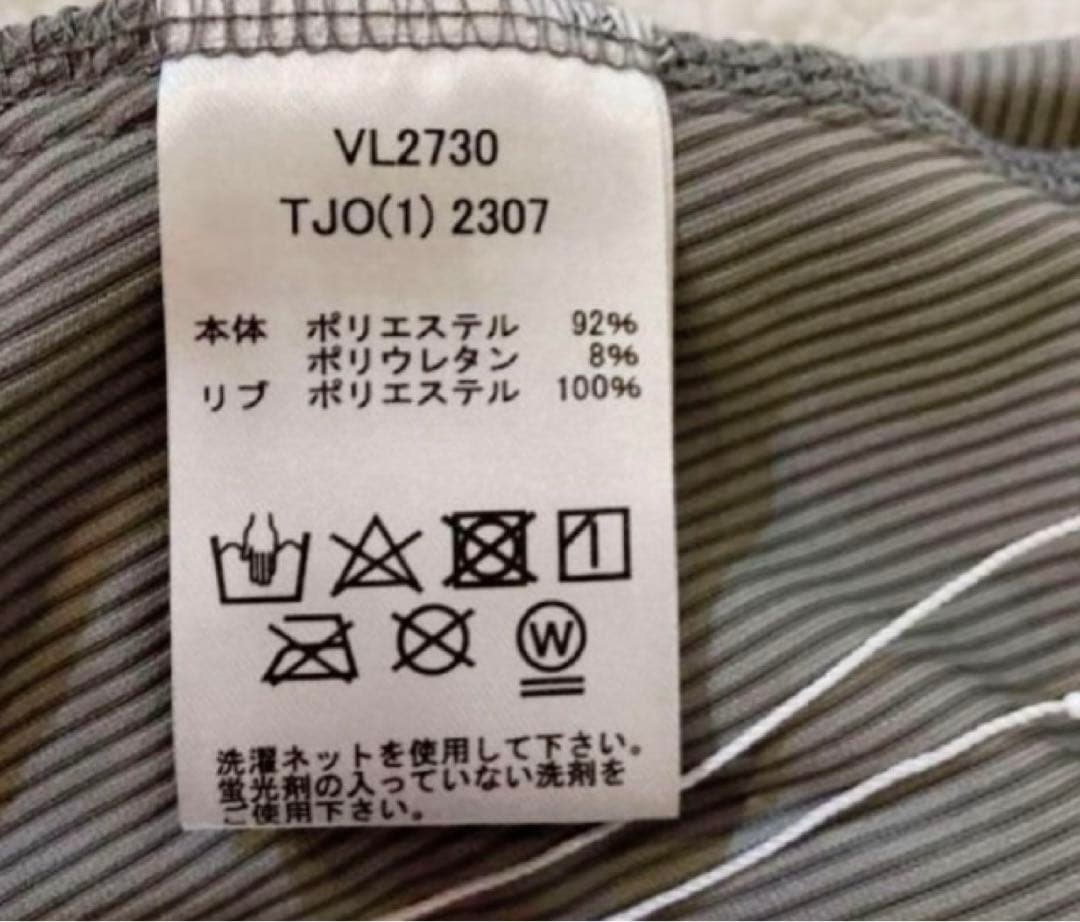 VL2730
TJO(1) 2307
本体 ポリエステル 92%
ポリウレタン 8%
リブ ポリエステル 100%
W
洗濯ネットを使用して下さい。
蛍光剤の入っていない洗剤を
ご使用下さい。